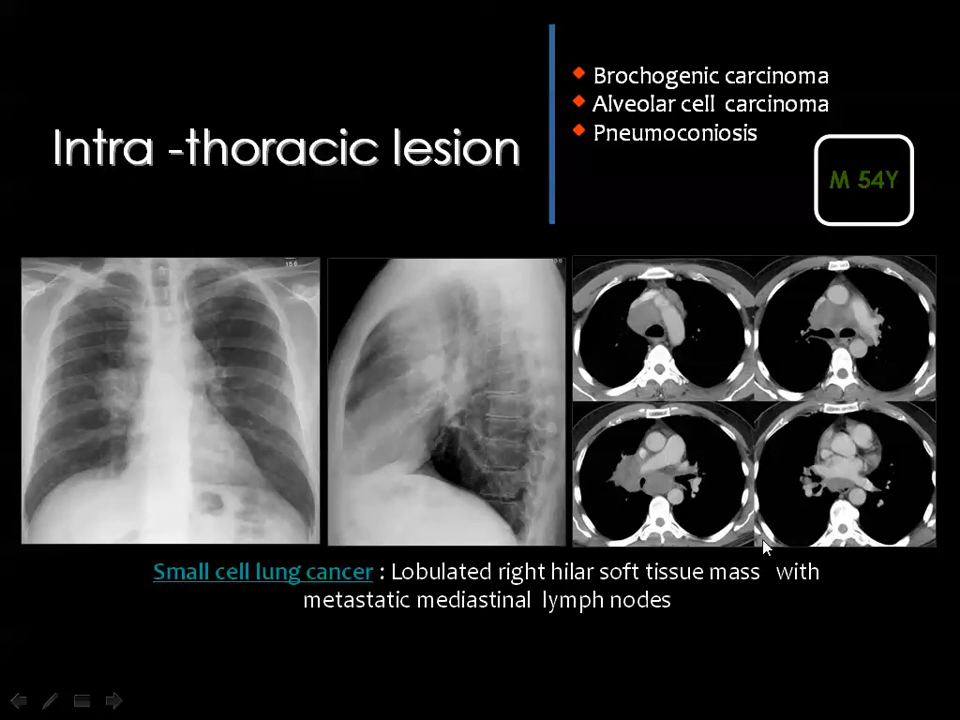 Intra -thoracic lesion
Brochogenic carcinoma
Alveolar cell carcinoma
Pneumoconiosis
M 54Y
Small cell lung cancer : Lobulated right hilar soft tissue mass with
metastatic mediastinal lymph nodes